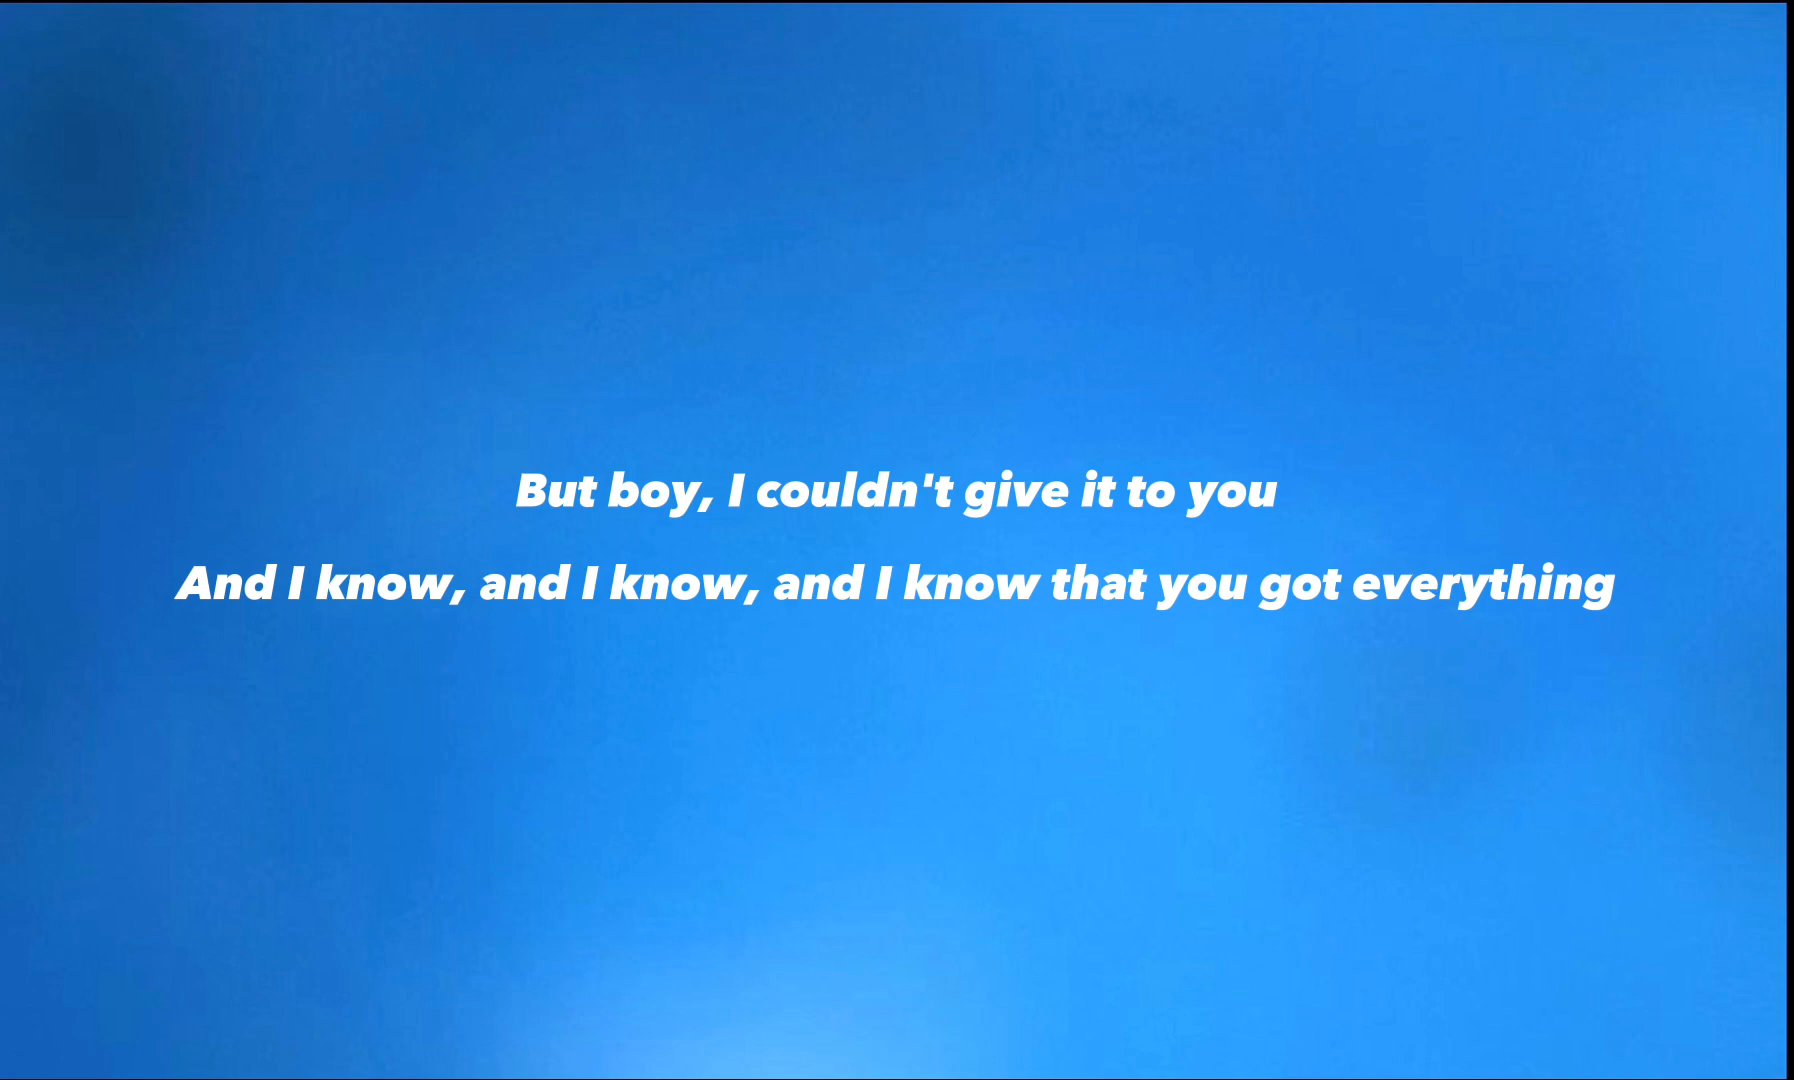 But boy, I couldn't give it to you
And I know, and I know, and I know that you got everything